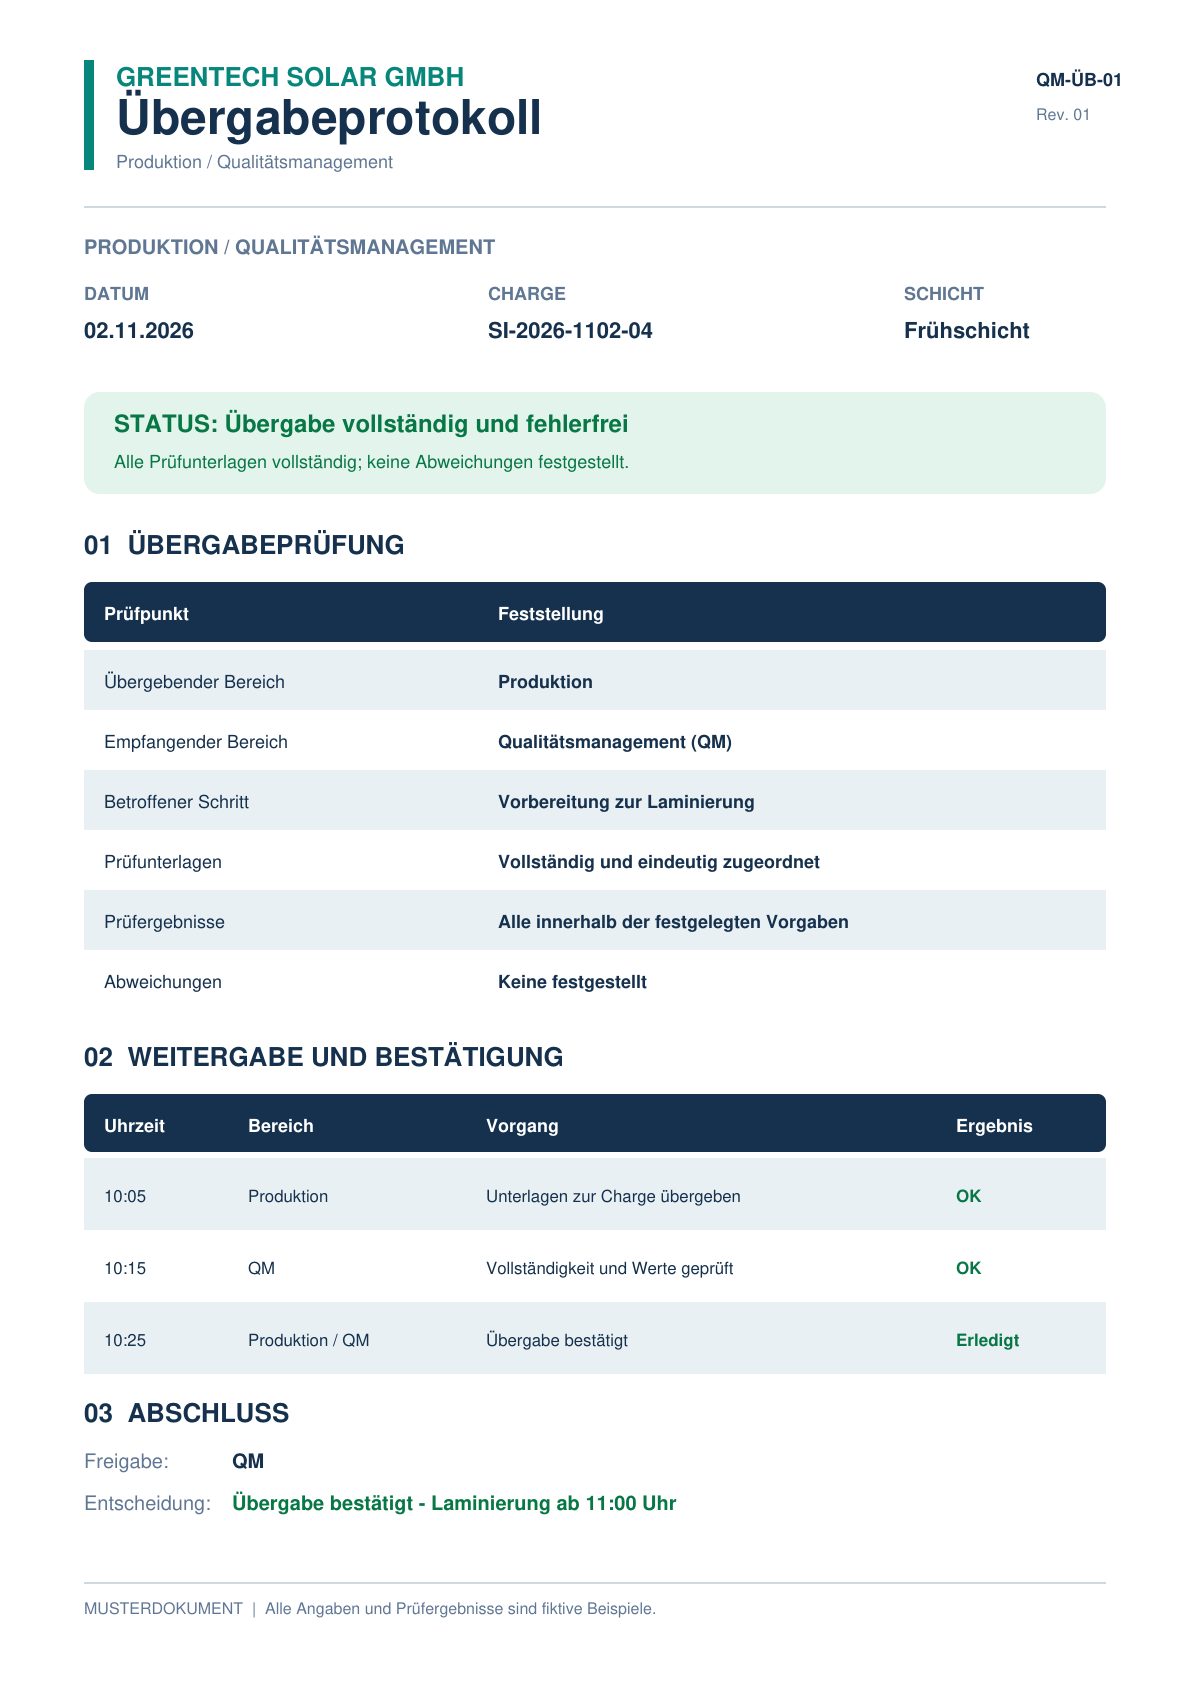 GREENTECH SOLAR GMBH
Übergabeprotokoll
Produktion / Qualitätsmanagement
QM-ÜB-01
Rev. 01
PRODUKTION / QUALITÄTSMANAGEMENT
DATUM CHARGE SCHICHT
02.11.2026 SI-2026-1102-04 Frühschicht
STATUS: Übergabe vollständig und fehlerfrei
Alle Prüfunterlagen vollständig; keine Abweichungen festgestellt.
01 ÜBERGABEPRÜFUNG
Prüfpunkt Feststellung
Übergebender Bereich Produktion
Empfangender Bereich Qualitätsmanagement (QM)
Betroffener Schritt Vorbereitung zur Laminierung
Prüfunterlagen Vollständig und eindeutig zugeordnet
Prüfergebnisse Alle innerhalb der festgelegten Vorgaben
Abweichungen Keine festgestellt
02 WEITERGABE UND BESTÄTIGUNG
Uhrzeit Bereich Vorgang Ergebnis
10:05 Produktion Unterlagen zur Charge übergeben OK
10:15 QM Vollständigkeit und Werte geprüft OK
10:25 Produktion / QM Übergabe bestätigt Erledigt
03 ABSCHLUSS
Freigabe: QM
Entscheidung: Übergabe bestätigt - Laminierung ab 11:00 Uhr
MUSTERDOKUMENT | Alle Angaben und Prüfergebnisse sind fiktive Beispiele.